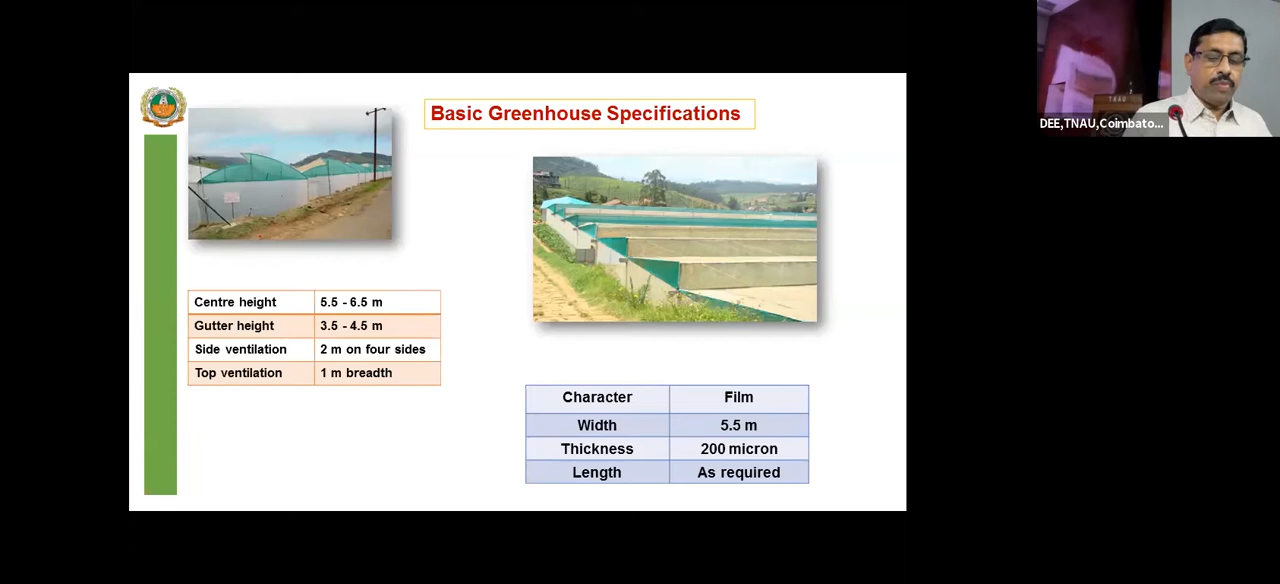 Basic Greenhouse Specifications
Centre height 5.5 - 6.5 m
Gutter height 3.5 - 4.5 m
Side ventilation 2 m on four sides
Top ventilation 1 m breadth
Character Film
Width 5.5 m
Thickness 200 micron
Length As required
TNAU
DEE,TNAU,Coimbato...